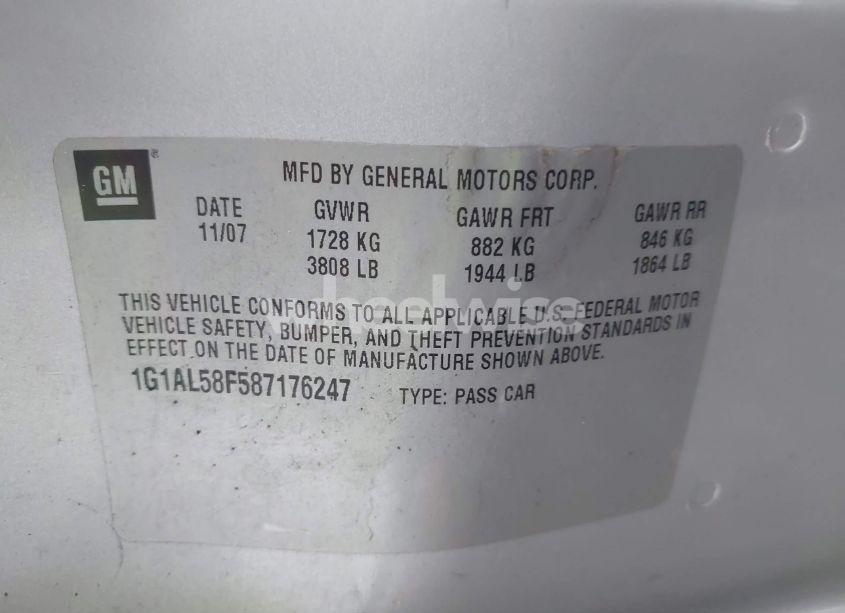 GM ®
MFD BY GENERAL MOTORS CORP.
DATE GVWR GAWR FRT GAWR RR
11/07 1728 KG 882 KG 846 KG
3808 LB 1944 LB 1864 LB
THIS VEHICLE CONFORMS TO ALL APPLICABLE U.S. FEDERAL MOTOR
VEHICLE SAFETY, BUMPER, AND THEFT PREVENTION STANDARDS IN
EFFECT ON THE DATE OF MANUFACTURE SHOWN ABOVE.
1G1AL58F587176247 TYPE: PASS CAR
wheelwise